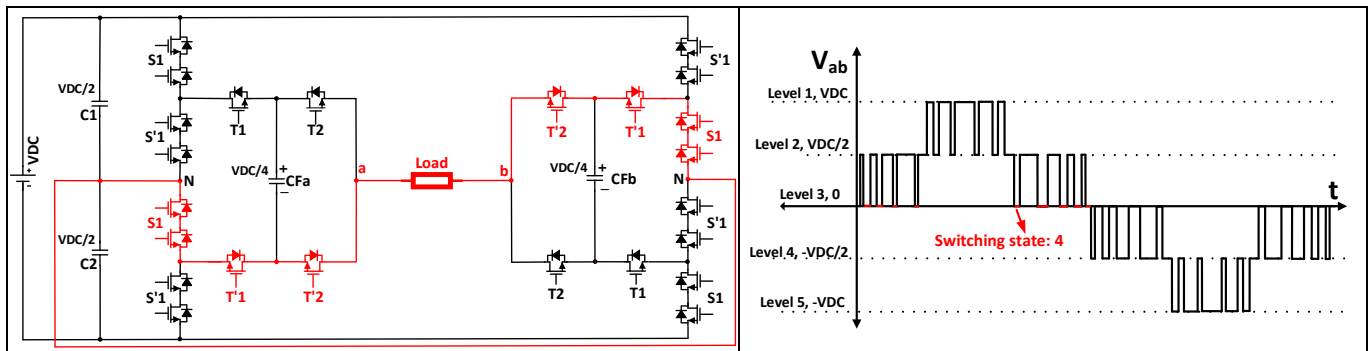 VDC
VDC/2
C1
VDC/2
C2
S1
S'1
N
S1
S'1
T1
T2
VDC/4
+
CFa
−
T'1
T'2
a
Load
b
T'2
T'1
VDC/4
+
CFb
−
T2
T1
S'1
S1
N
S'1
S1
Vab
Level 1, VDC
Level 2, VDC/2
Level 3, 0
t
Switching state: 4
Level 4, -VDC/2
Level 5, -VDC